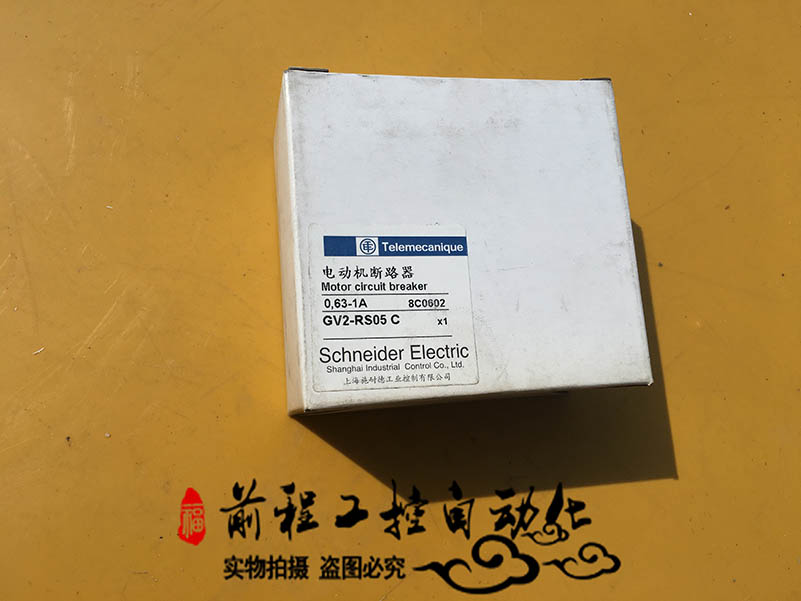 Telemecanique
电动机断路器
Motor circuit breaker
0,63-1A 8C0602
GV2-RS05 C x1
Schneider Electric
Shanghai Industrial Control Co., Ltd.
上海施耐德工业控制有限公司
福 前程工控自动化
实物拍摄 盗图必究